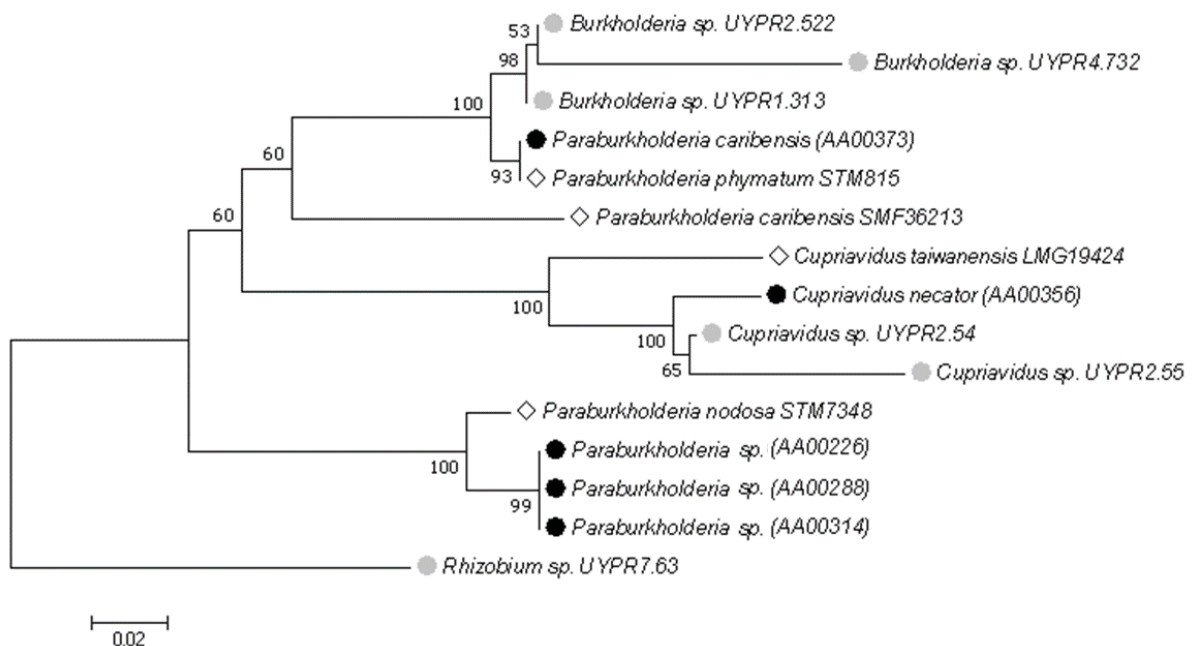 Burkholderia sp. UYPR2.522
53
Burkholderia sp. UYPR4.732
98
Burkholderia sp. UYPR1.313
100
Paraburkholderia caribensis (AA00373)
60
93
Paraburkholderia phymatum STM815
60
Paraburkholderia caribensis SMF36213
Cupriavidus taiwanensis LMG19424
100
Cupriavidus necator (AA00356)
100
Cupriavidus sp. UYPR2.54
65
Cupriavidus sp. UYPR2.55
Paraburkholderia nodosa STM7348
100
Paraburkholderia sp. (AA00226)
Paraburkholderia sp. (AA00288)
99
Paraburkholderia sp. (AA00314)
Rhizobium sp. UYPR7.63
0.02